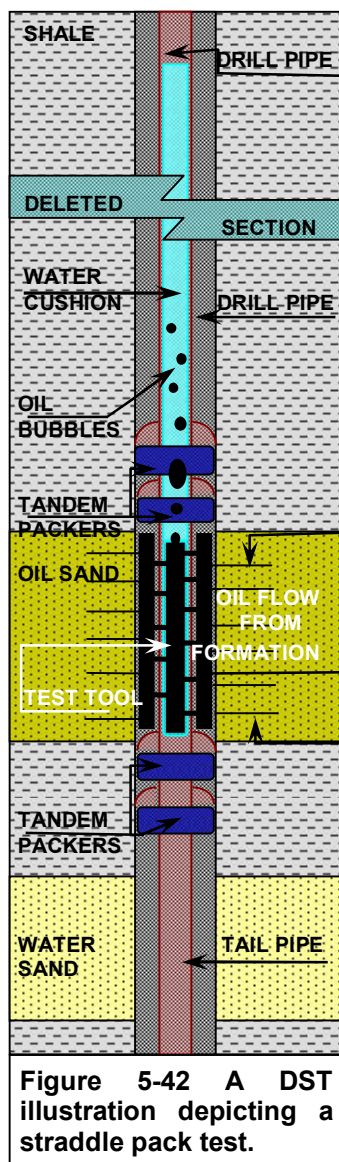 SHALE
DRILL PIPE
DELETED
SECTION
WATER
CUSHION
DRILL PIPE
OIL
BUBBLES
TANDEM
PACKERS
OIL SAND
OIL FLOW
FROM
FORMATION
TEST TOOL
TANDEM
PACKERS
WATER
SAND
TAIL PIPE
Figure 5-42 A DST
illustration depicting a
straddle pack test.